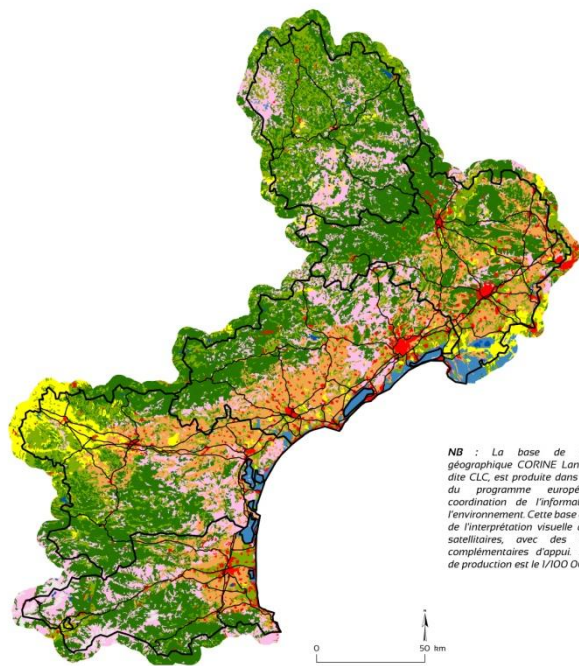 NB : La base de
géographique CORINE Lan
dite CLC, est produite dans
du programme europé
coordination de l'informat
l'environnement. Cette base
de l'interprétation visuelle
satellitaires, avec des
complémentaires d'appui.
de production est le 1/100 00
0 50 km